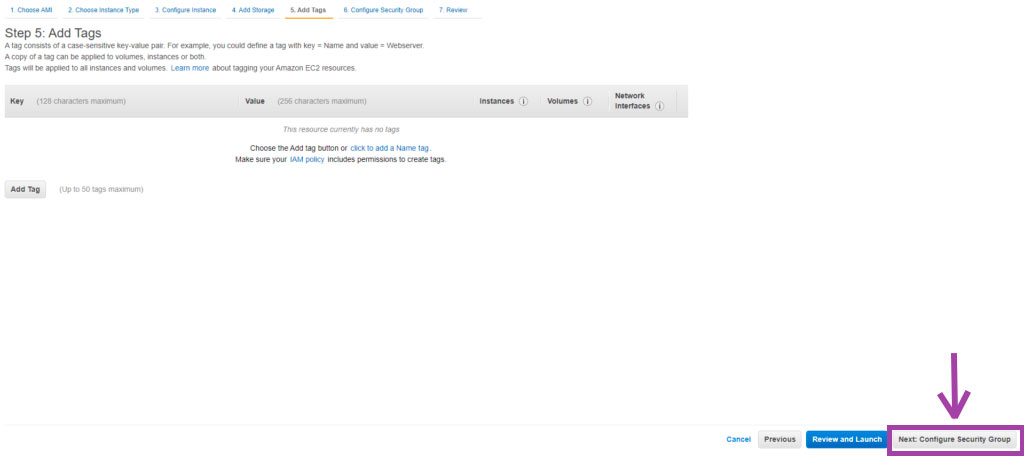 1. Choose AMI 2. Choose Instance Type 3. Configure Instance 4. Add Storage 5. Add Tags 6. Configure Security Group 7. Review
Step 5: Add Tags
A tag consists of a case-sensitive key-value pair. For example, you could define a tag with key = Name and value = Webserver.
A copy of a tag can be applied to volumes, instances or both.
Tags will be applied to all instances and volumes. Learn more about tagging your Amazon EC2 resources.
Key (128 characters maximum) Value (256 characters maximum) Instances i Volumes i Network
Interfaces i
This resource currently has no tags
Choose the Add tag button or click to add a Name tag.
Make sure your IAM policy includes permissions to create tags.
Add Tag (Up to 50 tags maximum)
Cancel Previous Review and Launch Next: Configure Security Group